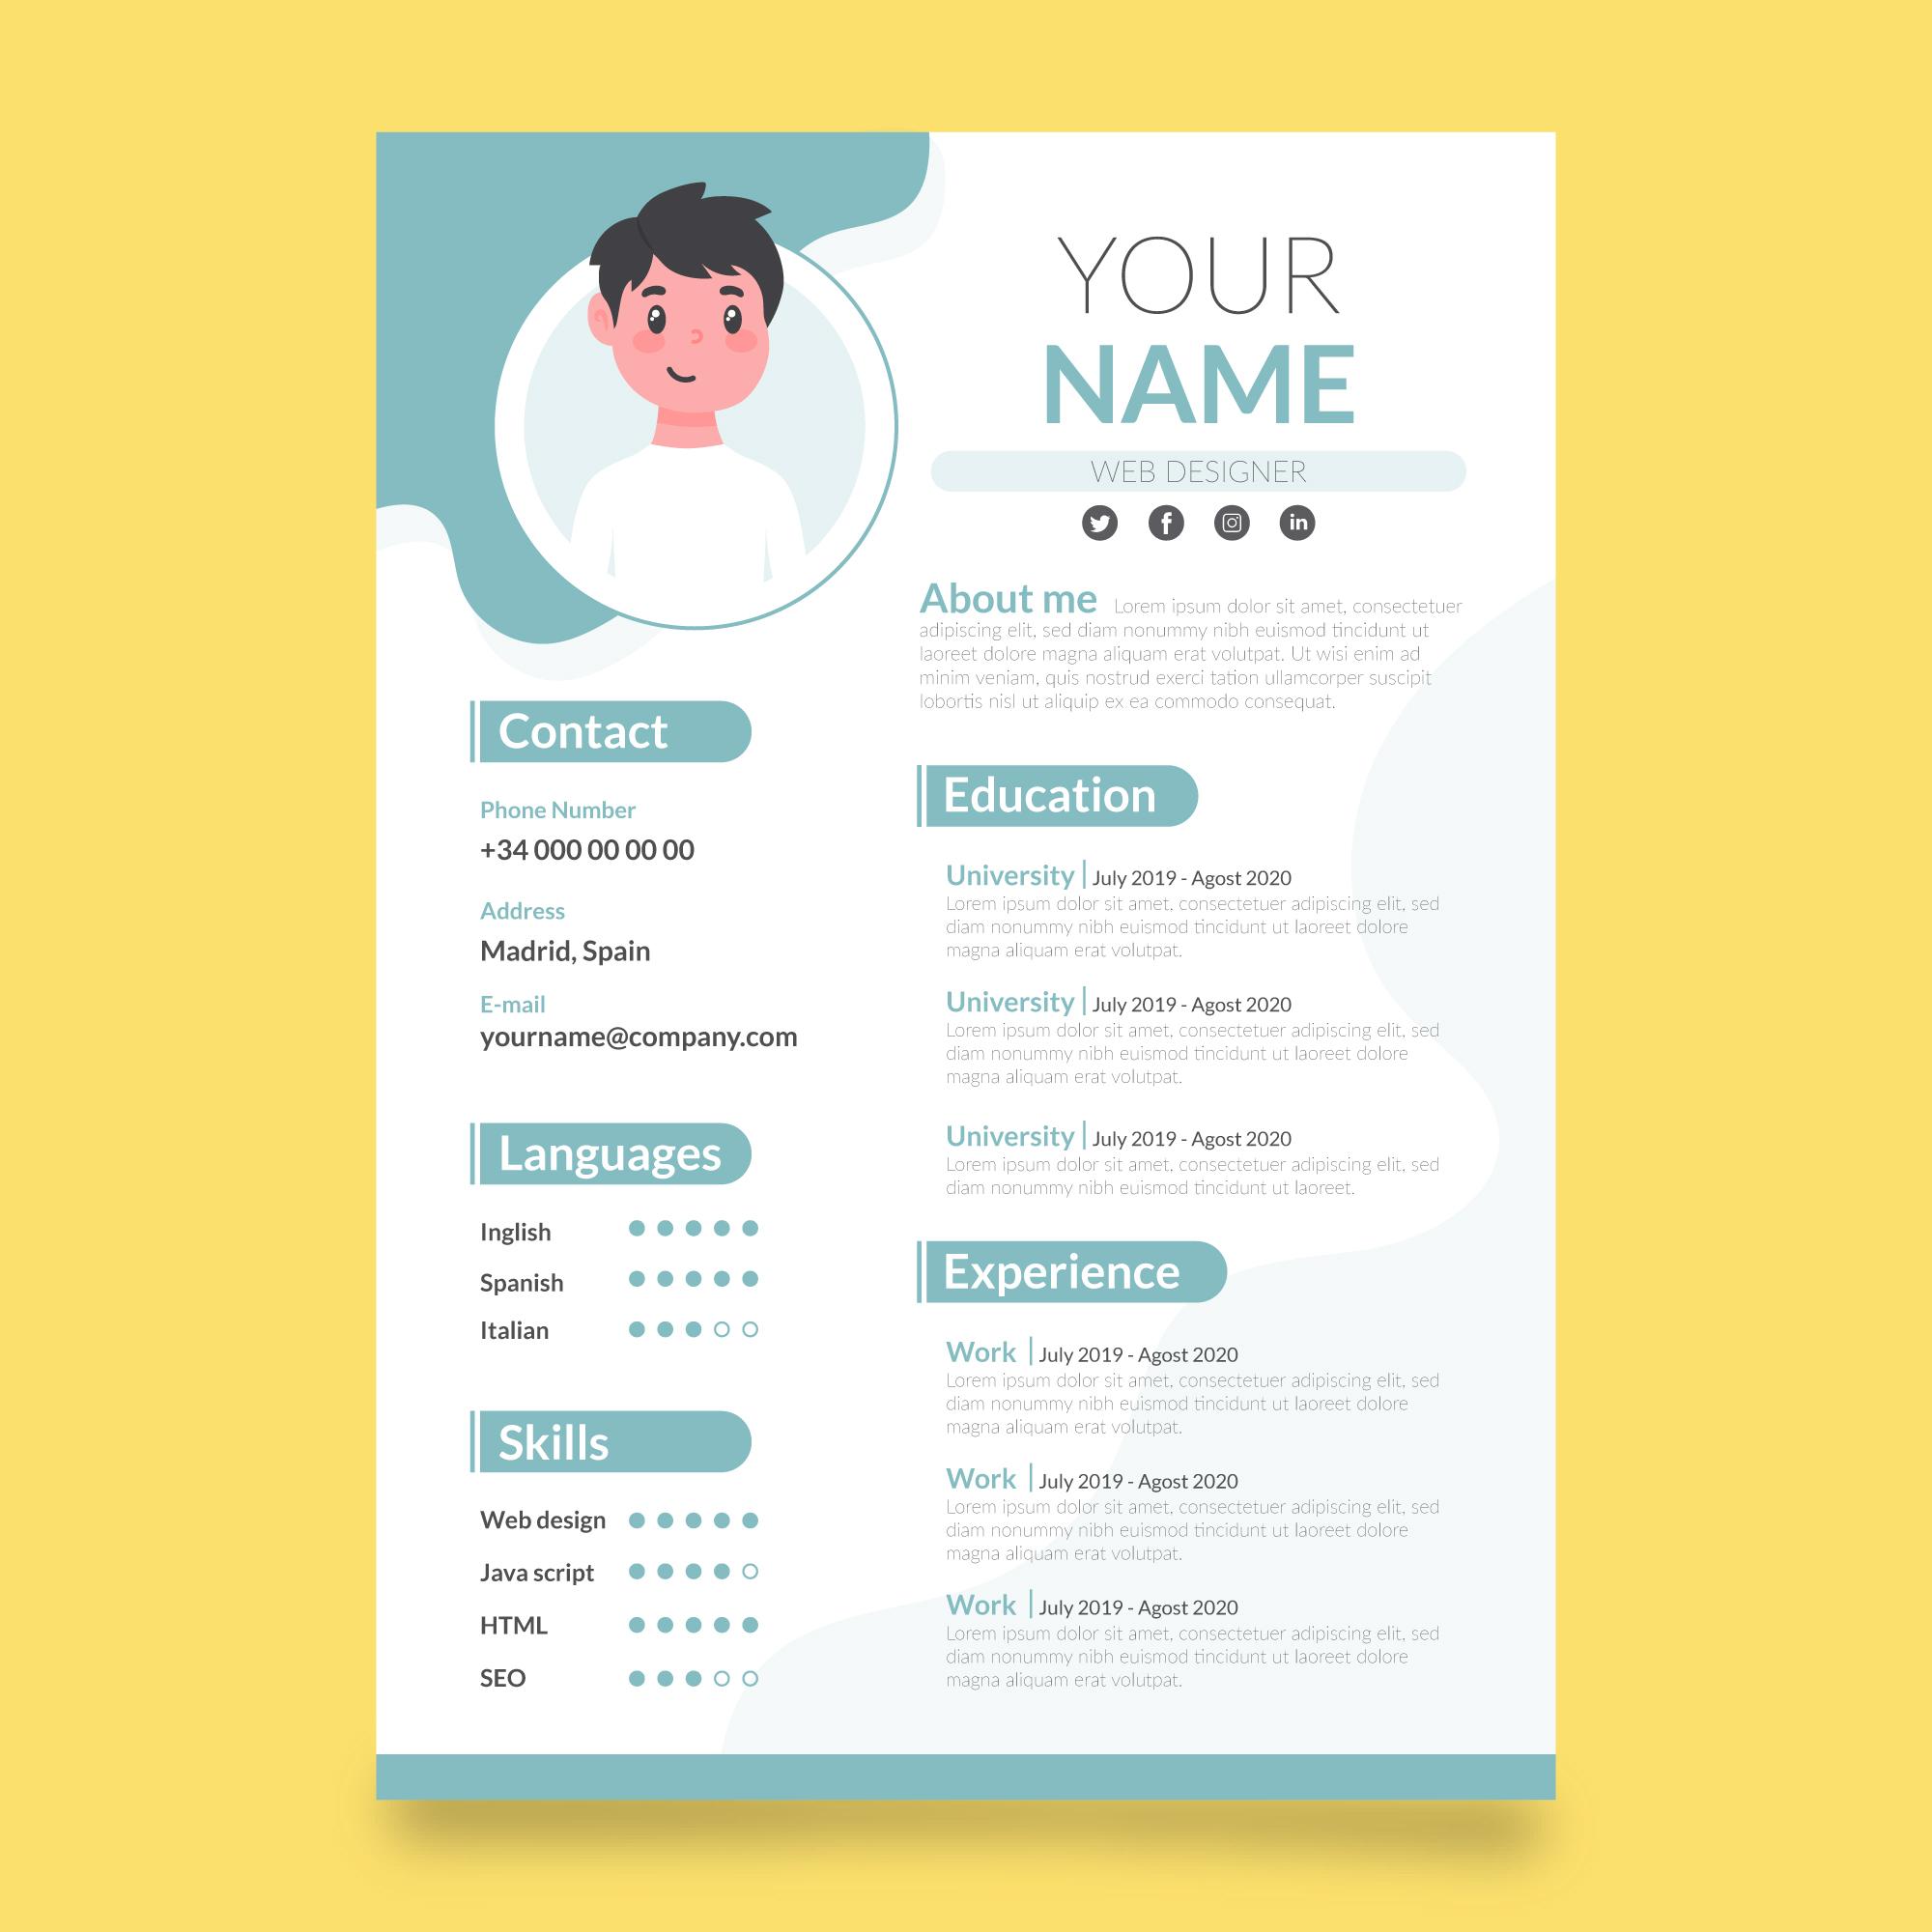 YOUR
NAME
WEB DESIGNER
in
About me Lorem ipsum dolor sit amet, consectetuer
adipiscing elit, sed diam nonummy nibh euismod tincidunt ut
laoreet dolore magna aliquam erat volutpat. Ut wisi enim ad
minim veniam, quis nostrud exerci tation ullamcorper suscipit
lobortis nisl ut aliquip ex ea commodo consequat.
Contact
Phone Number
+34 000 00 00 00
Address
Madrid, Spain
E-mail
yourname@company.com
Languages
Inglish
Spanish
Italian
Skills
Web design
Java script
HTML
SEO
Education
University | July 2019 - Agost 2020
Lorem ipsum dolor sit amet, consectetuer adipiscing elit, sed
diam nonummy nibh euismod tincidunt ut laoreet dolore
magna aliquam erat volutpat.
University | July 2019 - Agost 2020
Lorem ipsum dolor sit amet, consectetuer adipiscing elit, sed
diam nonummy nibh euismod tincidunt ut laoreet dolore
magna aliquam erat volutpat.
University | July 2019 - Agost 2020
Lorem ipsum dolor sit amet, consectetuer adipiscing elit, sed
diam nonummy nibh euismod tincidunt ut laoreet.
Experience
Work | July 2019 - Agost 2020
Lorem ipsum dolor sit amet, consectetuer adipiscing elit, sed
diam nonummy nibh euismod tincidunt ut laoreet dolore
magna aliquam erat volutpat.
Work | July 2019 - Agost 2020
Lorem ipsum dolor sit amet, consectetuer adipiscing elit, sed
diam nonummy nibh euismod tincidunt ut laoreet dolore
magna aliquam erat volutpat.
Work | July 2019 - Agost 2020
Lorem ipsum dolor sit amet, consectetuer adipiscing elit, sed
diam nonummy nibh euismod tincidunt ut laoreet dolore
magna aliquam erat volutpat.